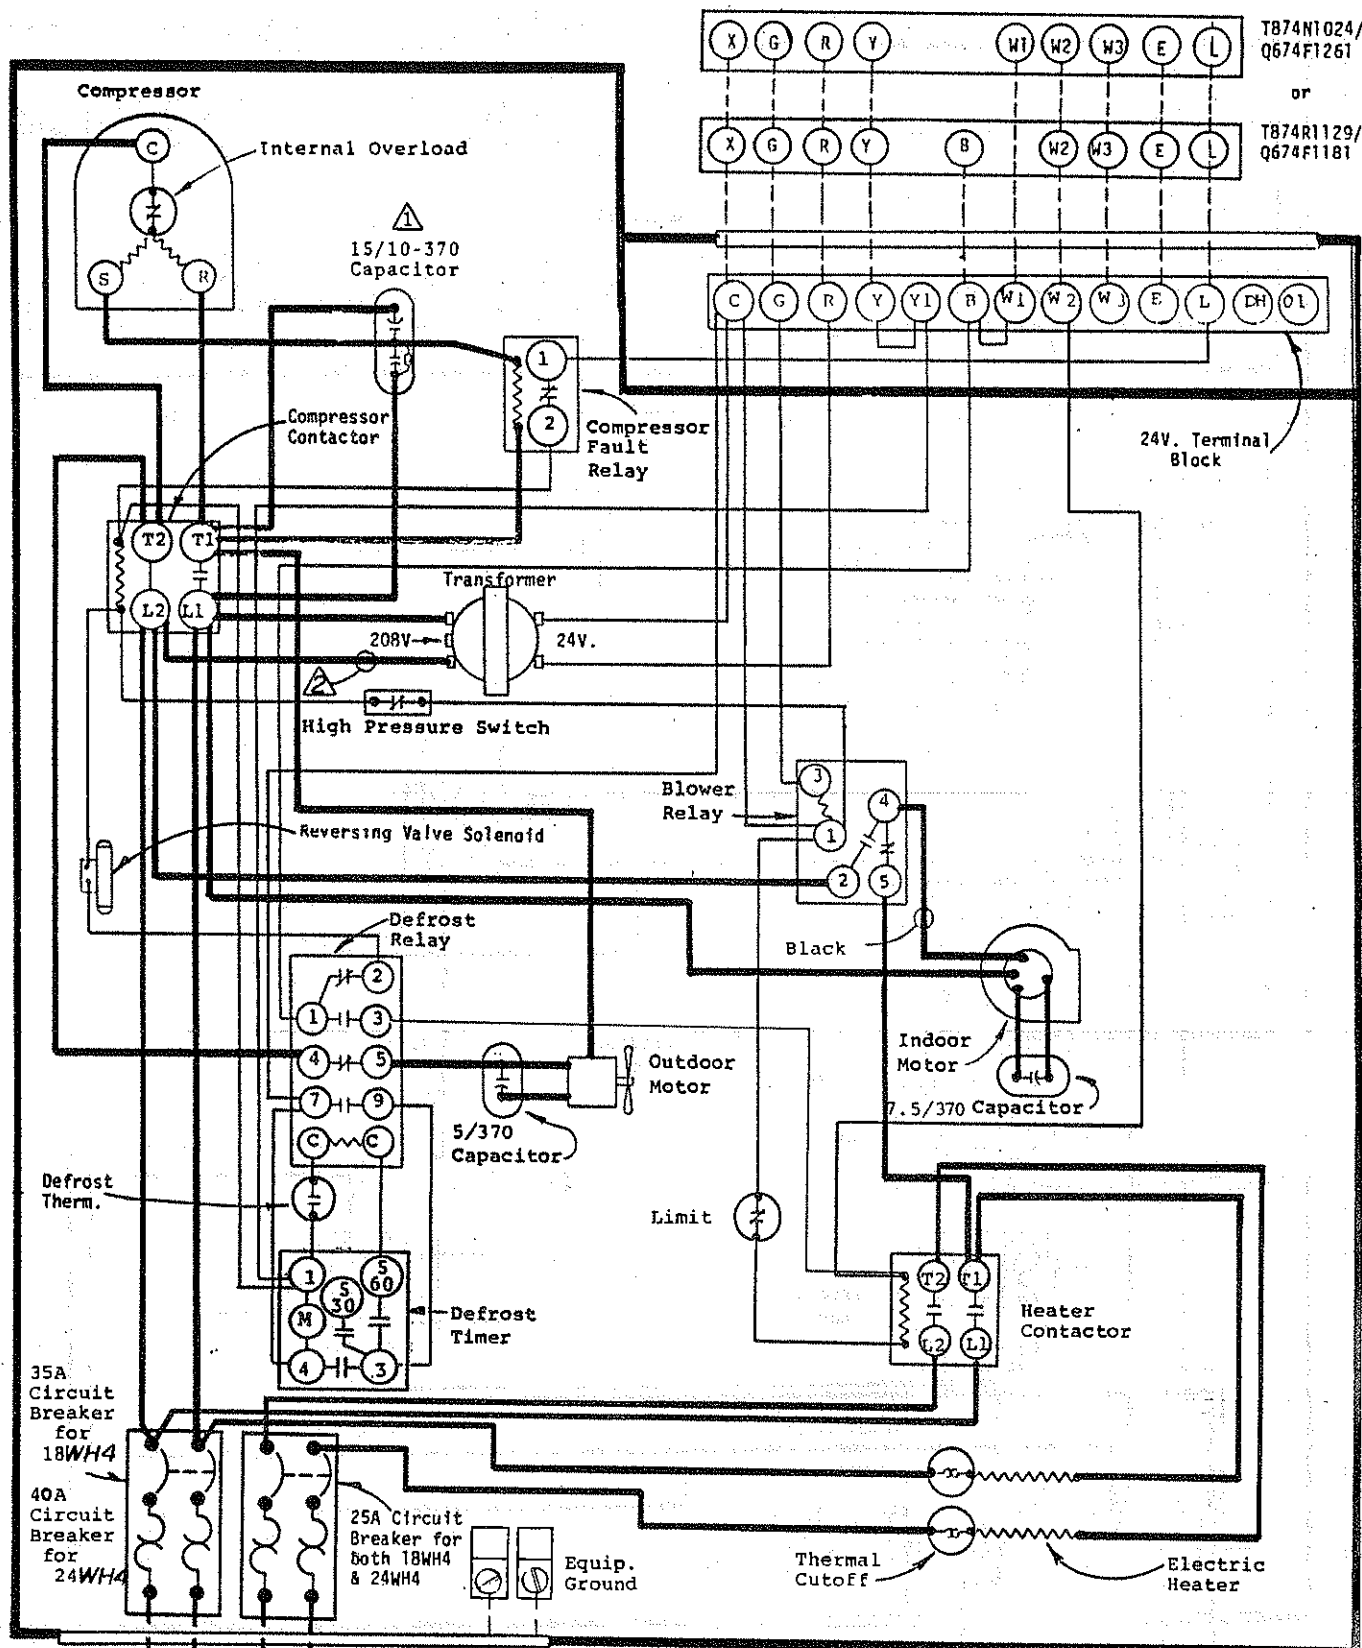 X G R Y W1 W2 W3 E L
T874N1024/
Q674F1261
or
X G R Y B W2 W3 E L
T874R1129/
Q674F1181
Compressor
C
Internal Overload
S R
1
15/10-370
Capacitor
C G R Y Y1 B W1 W2 W3 E L DH O1
24V. Terminal
Block
1
2
Compressor
Fault
Relay
Compressor
Contactor
T2 T1
L2 L1
Transformer
208V
24V.
2
High Pressure Switch
Blower
Relay
3
4
1
2 5
Reversing Valve Solenoid
Defrost
Relay
2
1 3
4 5
7 9
C C
Black
Indoor
Motor
7.5/370 Capacitor
Outdoor
Motor
5/370
Capacitor
Defrost
Therm.
Limit
1
S
30
S
60
M
4 3
Defrost
Timer
T2 T1
L2 L1
Heater
Contactor
35A
Circuit
Breaker
for
18WH4
40A
Circuit
Breaker
for
24WH4
25A Circuit
Breaker for
both 18WH4
& 24WH4
Equip.
Ground
Thermal
Cutoff
Electric
Heater